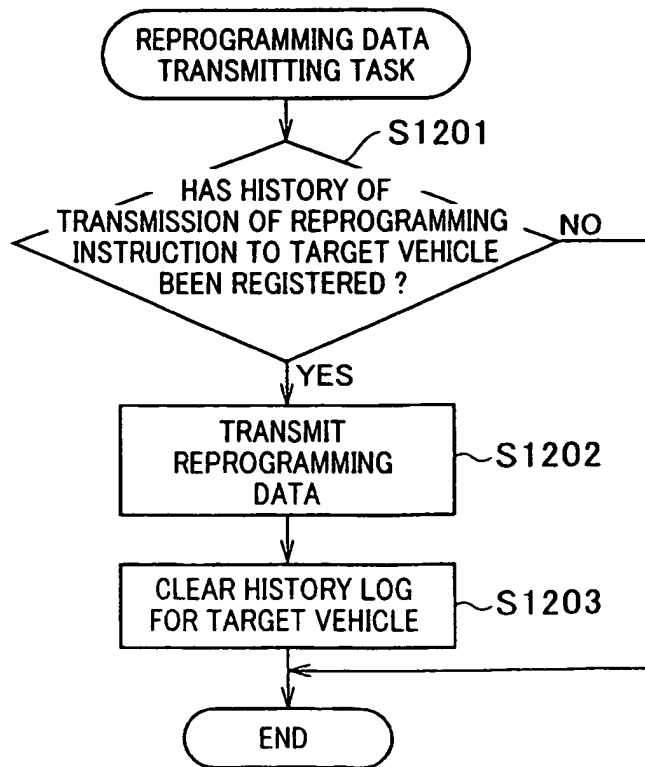 REPROGRAMMING DATA
TRANSMITTING TASK
S1201
HAS HISTORY OF
TRANSMISSION OF REPROGRAMMING
INSTRUCTION TO TARGET VEHICLE
BEEN REGISTERED ?
NO
YES
TRANSMIT
REPROGRAMMING
DATA
S1202
CLEAR HISTORY LOG
FOR TARGET VEHICLE
S1203
END